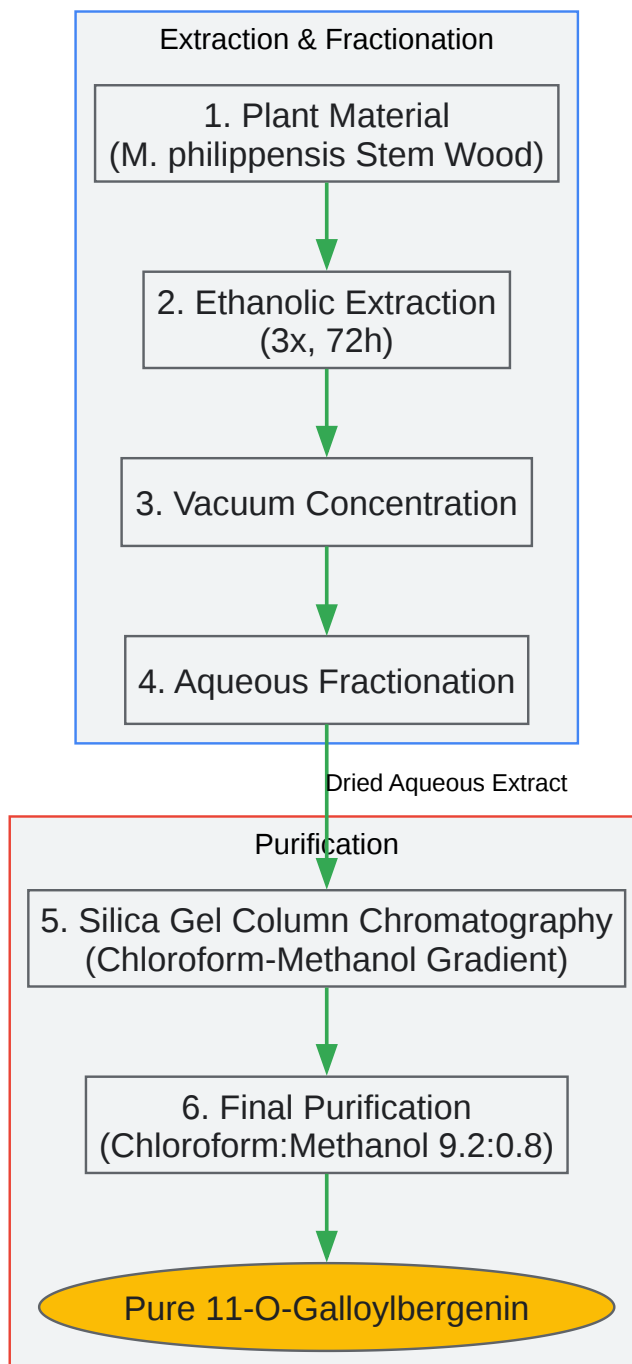 Extraction & Fractionation
1. Plant Material
(M. philippensis Stem Wood)
2. Ethanolic Extraction
(3x, 72h)
3. Vacuum Concentration
4. Aqueous Fractionation
Dried Aqueous Extract
Purification
5. Silica Gel Column Chromatography
(Chloroform-Methanol Gradient)
6. Final Purification
(Chloroform:Methanol 9.2:0.8)
Pure 11-O-Galloylbergenin